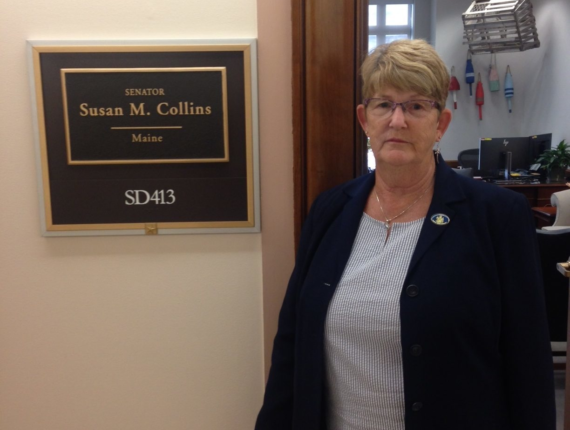 SENATOR
Susan M. Collins
Maine
SD413